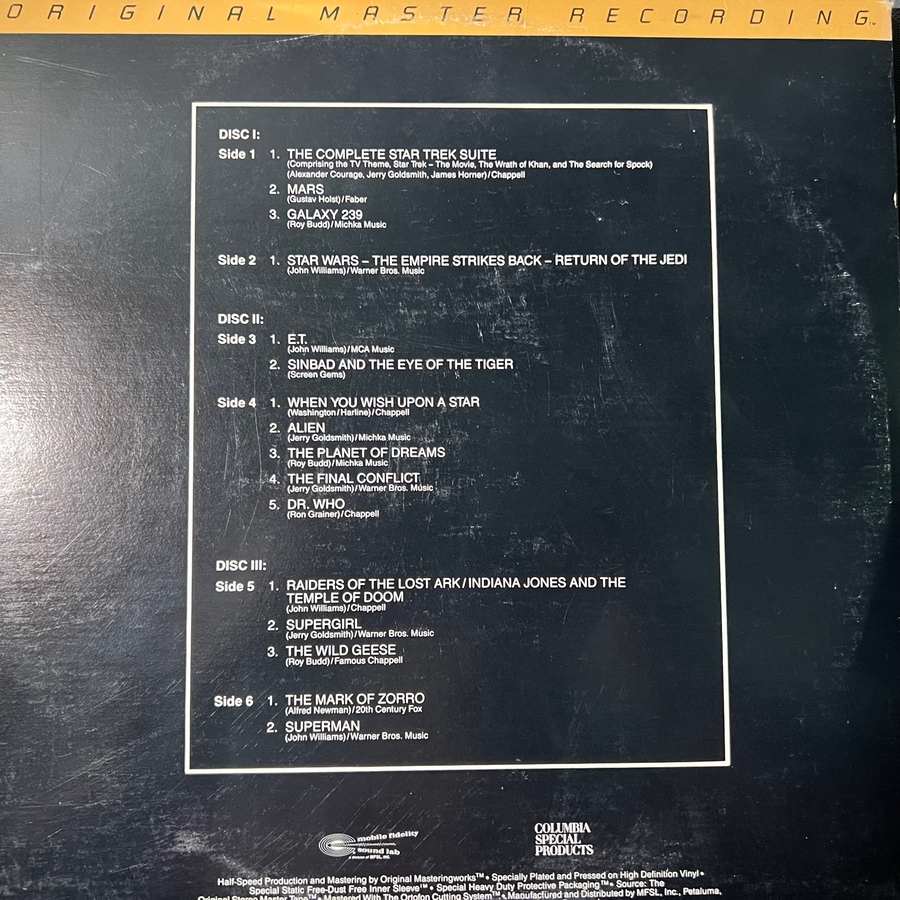 ORIGINAL MASTER RECORDING™
DISC I:
Side 1 1. THE COMPLETE STAR TREK SUITE
(Comprising the TV Theme, Star Trek – The Movie, The Wrath of Khan, and The Search for Spock)
(Alexander Courage, Jerry Goldsmith, James Horner)/Chappell
2. MARS
(Gustav Holst)/Faber
3. GALAXY 239
(Roy Budd)/Michka Music
Side 2 1. STAR WARS – THE EMPIRE STRIKES BACK – RETURN OF THE JEDI
(John Williams)/Warner Bros. Music
DISC II:
Side 3 1. E.T.
(John Williams)/MCA Music
2. SINBAD AND THE EYE OF THE TIGER
(Screen Gems)
Side 4 1. WHEN YOU WISH UPON A STAR
(Washington/Harline)/Chappell
2. ALIEN
(Jerry Goldsmith)/Michka Music
3. THE PLANET OF DREAMS
(Roy Budd)/Michka Music
4. THE FINAL CONFLICT
(Jerry Goldsmith)/Warner Bros. Music
5. DR. WHO
(Ron Grainer)/Chappell
DISC III:
Side 5 1. RAIDERS OF THE LOST ARK/INDIANA JONES AND THE
TEMPLE OF DOOM
(John Williams)/Chappell
2. SUPERGIRL
(Jerry Goldsmith)/Warner Bros. Music
3. THE WILD GEESE
(Roy Budd)/Famous Chappell
Side 6 1. THE MARK OF ZORRO
(Alfred Newman)/20th Century Fox
2. SUPERMAN
(John Williams)/Warner Bros. Music
mobile fidelity
sound lab
a division of MFSL, Inc.
COLUMBIA
SPECIAL
PRODUCTS
Half-Speed Production and Mastering by Original Masteringworks™ • Specially Plated and Pressed on High Definition Vinyl •
Special Static Free-Dust Free Inner Sleeve™ • Special Heavy Duty Protective Packaging™ • Source: The
Original Stereo Master Tape™ • Mastered With The Ortofon Cutting System™ • Manufactured and Distributed by MFSL, Inc., Petaluma,